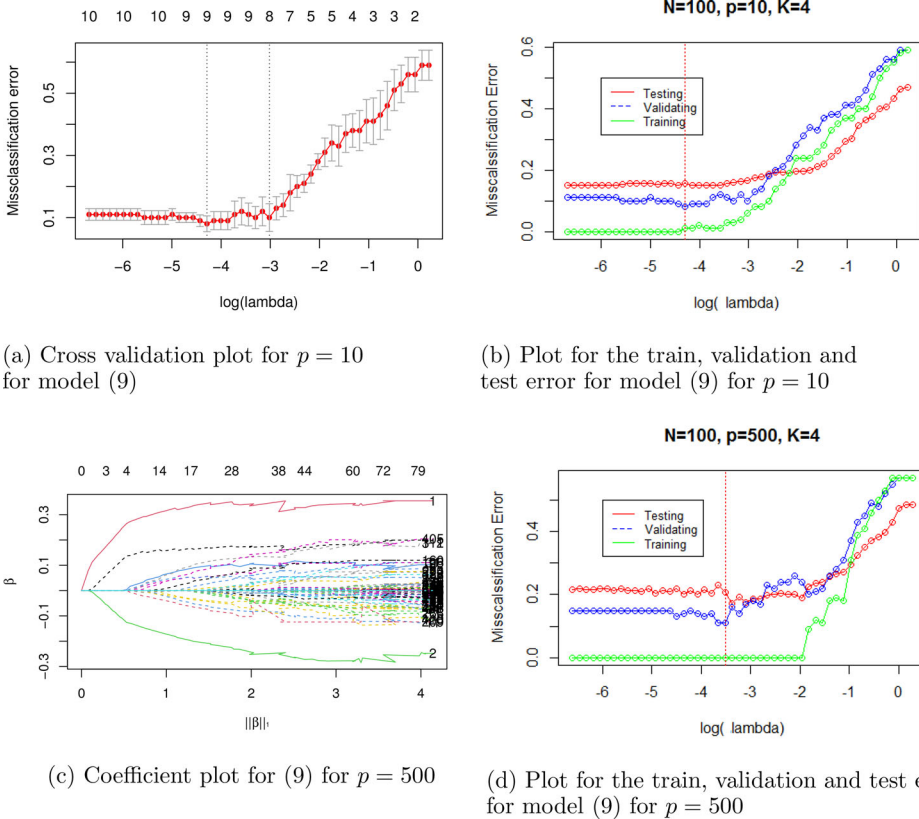 10 10 10 9 9 9 8 8 7 5 5 4 3 3 2
Missclassification error
0.5
0.3
0.1
−6 −5 −4 −3 −2 −1 0
log(lambda)
(a) Cross validation plot for p = 10
for model (9)
N=100, p=10, K=4
Miscalssification Error
0.6
0.4
0.2
0.0
Testing
Validating
Training
-6 -5 -4 -3 -2 -1 0
log( lambda)
(b) Plot for the train, validation and
test error for model (9) for p = 10
0 3 4 14 17 28 38 44 60 72 79
β
0.3
0.1
−0.1
−0.3
1
2
0 1 2 3 4
||β||₁
(c) Coefficient plot for (9) for p = 500
N=100, p=500, K=4
Miscalssification Error
0.4
0.2
0.0
Testing
Validating
Training
-6 -5 -4 -3 -2 -1 0
log( lambda)
(d) Plot for the train, validation and test e
for model (9) for p = 500